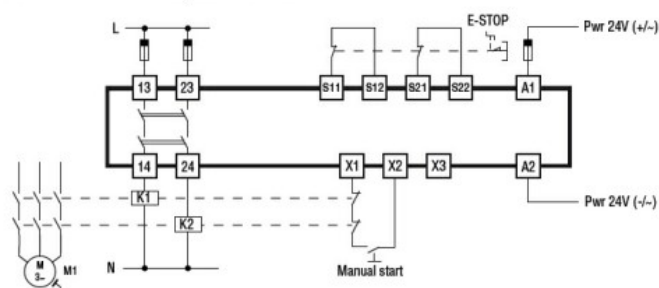 E-STOP
L
Pwr 24V (+/~)
13 23 S11 S12 S21 S22 A1
14 24 X1 X2 X3 A2
K1
K2
Pwr 24V (-/~)
M
3~
M1
N
Manual start